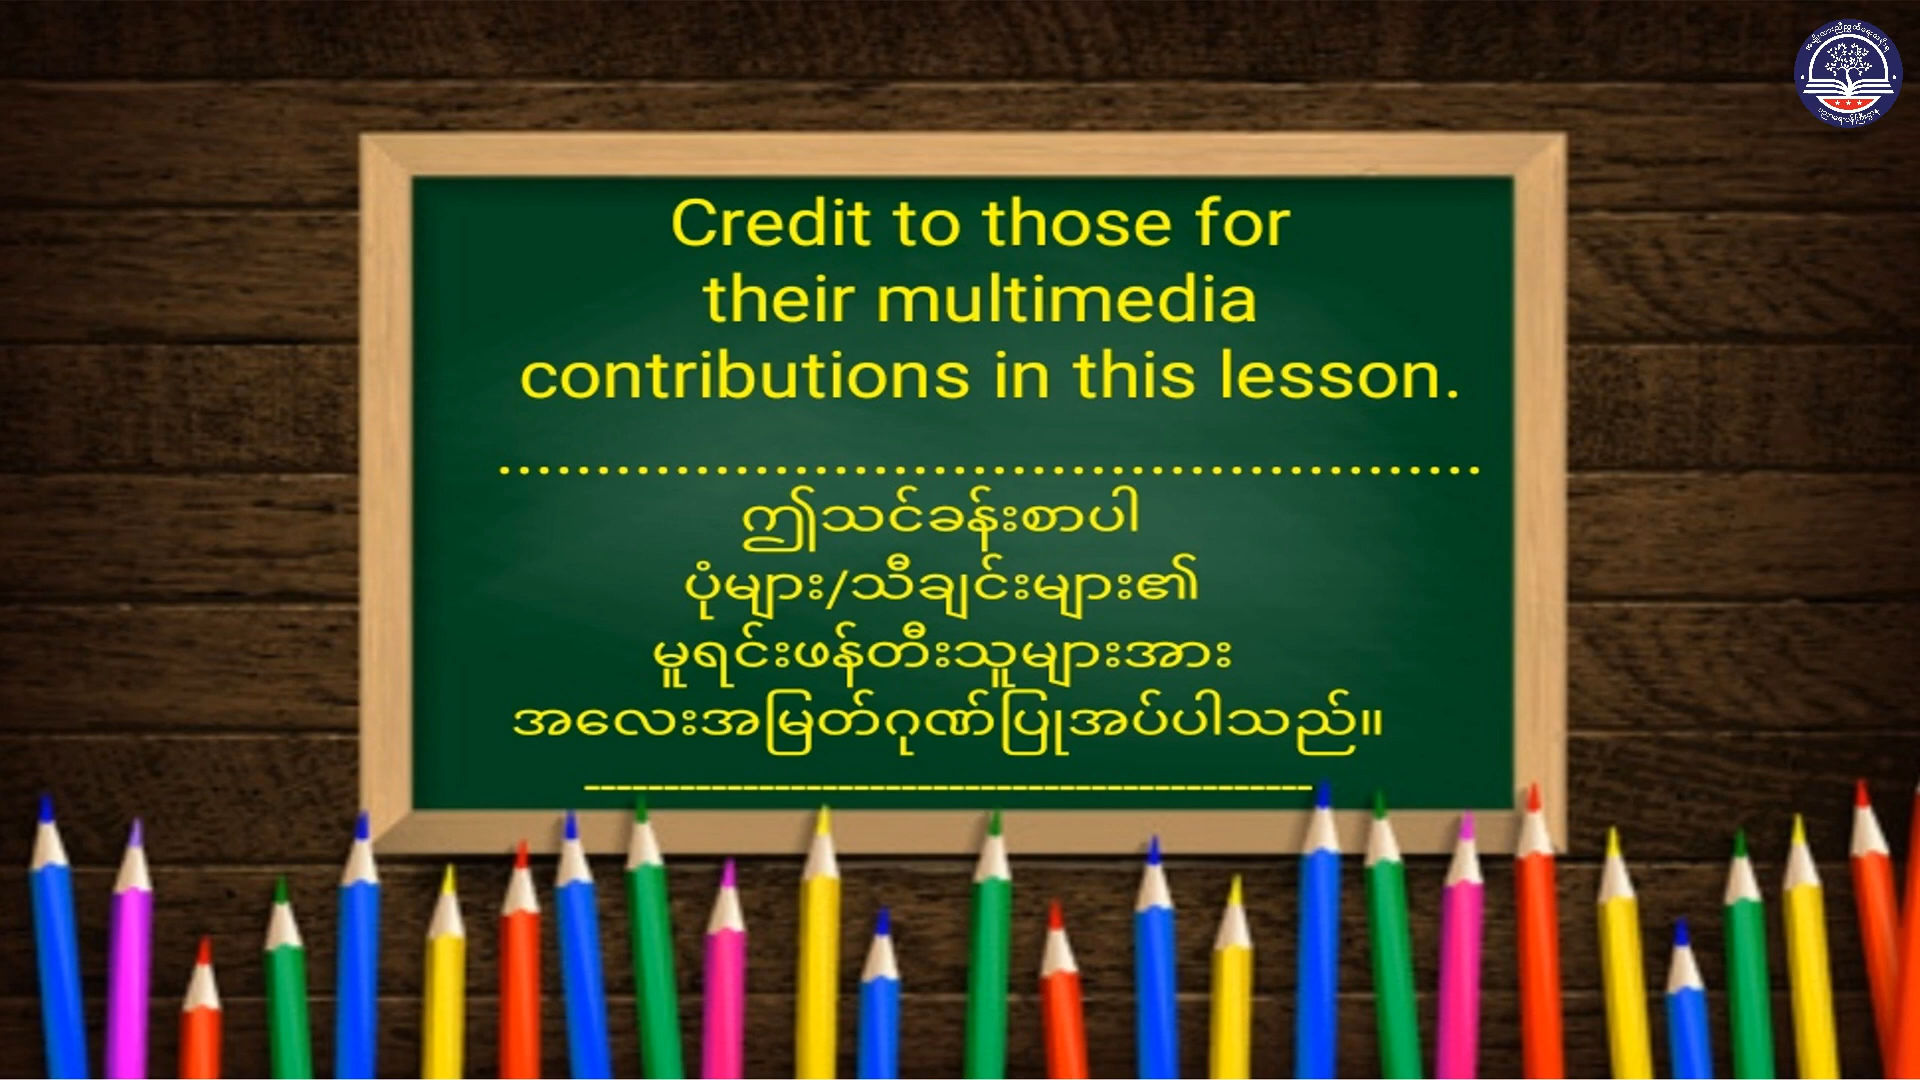 Credit to those for
their multimedia
contributions in this lesson.
..................................................
ဤသင်ခန်းစာပါ
ပုံများ/သီချင်းများ၏
မူရင်းဖန်တီးသူများအား
အလေးအမြတ်ဂုဏ်ပြုအပ်ပါသည်။